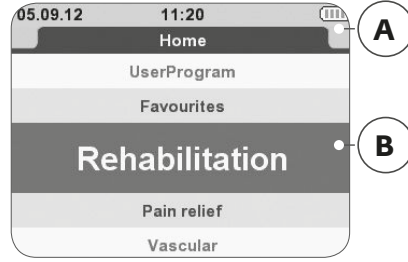 05.09.12 11:20
A
Home
UserProgram
Favourites
Rehabilitation
B
Pain relief
Vascular